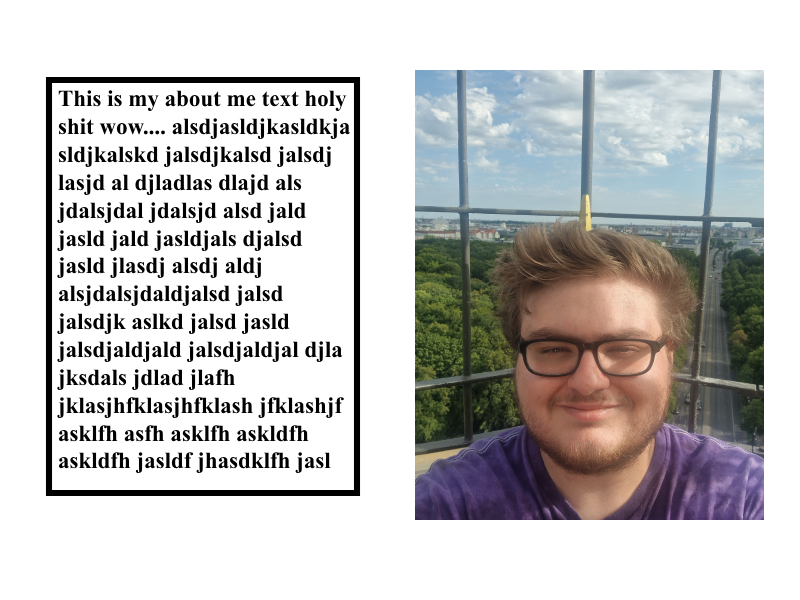 This is my about me text holy
shit wow.... alsdjasldjkasldkja
sldjkalskd jalsdjkalsd jalsdj
lasjd al djladlas dlajd als
jdalsjdal jdalsjd alsd jald
jasld jald jasldjals djalsd
jasld jlasdj alsdj aldj
alsjdalsjdaldjalsd jalsd
jalsdjk aslkd jalsd jasld
jalsdjaldjald jalsdjaldjal djla
jksdals jdlad jlafh
jklasjhfklasjhfklash jfklashjf
asklfh asfh asklfh askldfh
askldfh jasldf jhasdklfh jasl